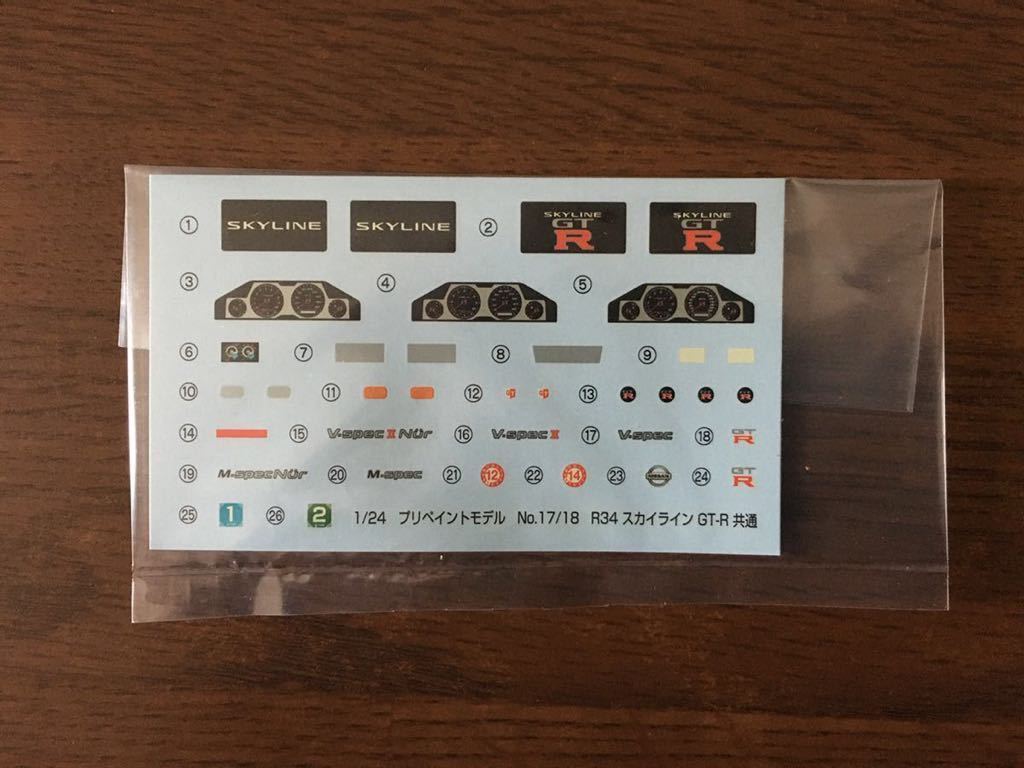 ① SKYLINE SKYLINE ② SKYLINE GT R SKYLINE GT R
③ ④ ⑤
⑥ ⑦ ⑧ ⑨
⑩ ⑪ ⑫ ⑬
⑭ ⑮ V-spec II Nür ⑯ V-spec II ⑰ V-spec ⑱ GT R
⑲ M-spec Nür ⑳ M-spec ㉑ 12 ㉒ 14 ㉓ NISSAN ㉔ GT R
㉕ 1 ㉖ 2 1/24 プリペイントモデル No.17/18 R34 スカイライン GT-R 共通